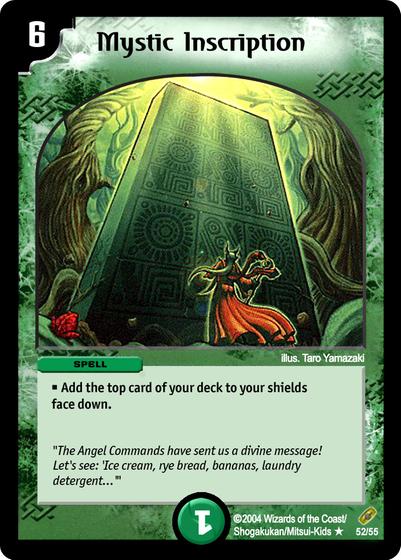 6
Mystic Inscription
illus. Taro Yamazaki
SPELL
▪ Add the top card of your deck to your shields
face down.
"The Angel Commands have sent us a divine message!
Let's see: 'Ice cream, rye bread, bananas, laundry
detergent...'"
1
©2004 Wizards of the Coast/
Shogakukan/Mitsui-Kids ★ 52/55